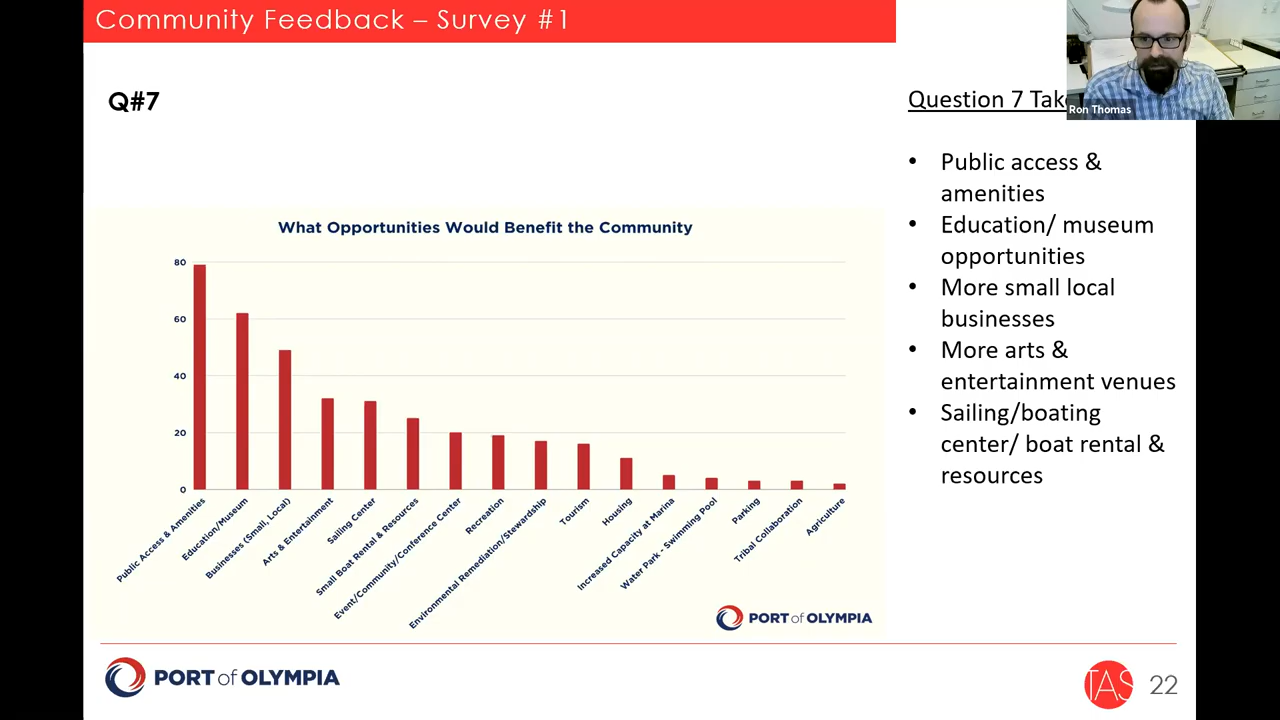 Community Feedback – Survey #1
Ron Thomas
Q#7
Question 7
What Opportunities Would Benefit the Community
80
60
40
20
0
Public Access & Amenities
Education/Museum
Businesses (Small, Local)
Arts & Entertainment
Sailing Center
Small Boat Rental & Resources
Event/Community/Conference Center
Recreation
Environmental Remediation/Stewardship
Tourism
Housing
Increased Capacity at Marina
Water Park - Swimming Pool
Parking
Tribal Collaboration
Agriculture
PORT of OLYMPIA
• Public access &
amenities
• Education/ museum
opportunities
• More small local
businesses
• More arts &
entertainment venues
• Sailing/boating
center/ boat rental &
resources
PORT of OLYMPIA
TAS
22